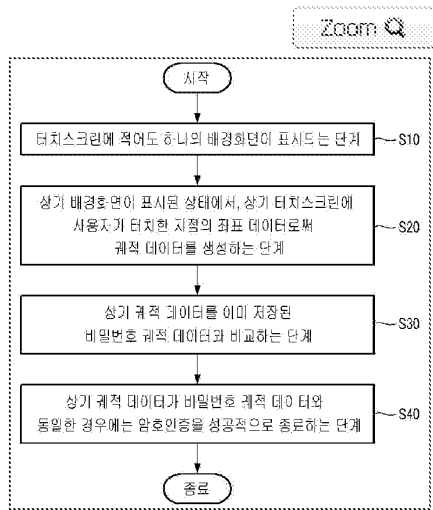 Zoom
시작
터치스크린에 적어도 하나의 배경화면이 표시되는 단계
S10
상기 배경화면이 표시된 상태에서, 상기 터치스크린에
사용자가 터치한 지점의 좌표 데이터로써
궤적 데이터를 생성하는 단계
S20
상기 궤적 데이터를 이미 저장된
비밀번호 궤적 데이터와 비교하는 단계
S30
상기 궤적 데이터가 비밀번호 궤적 데이터와
동일한 경우에는 암호인증을 성공적으로 종료하는 단계
S40
종료